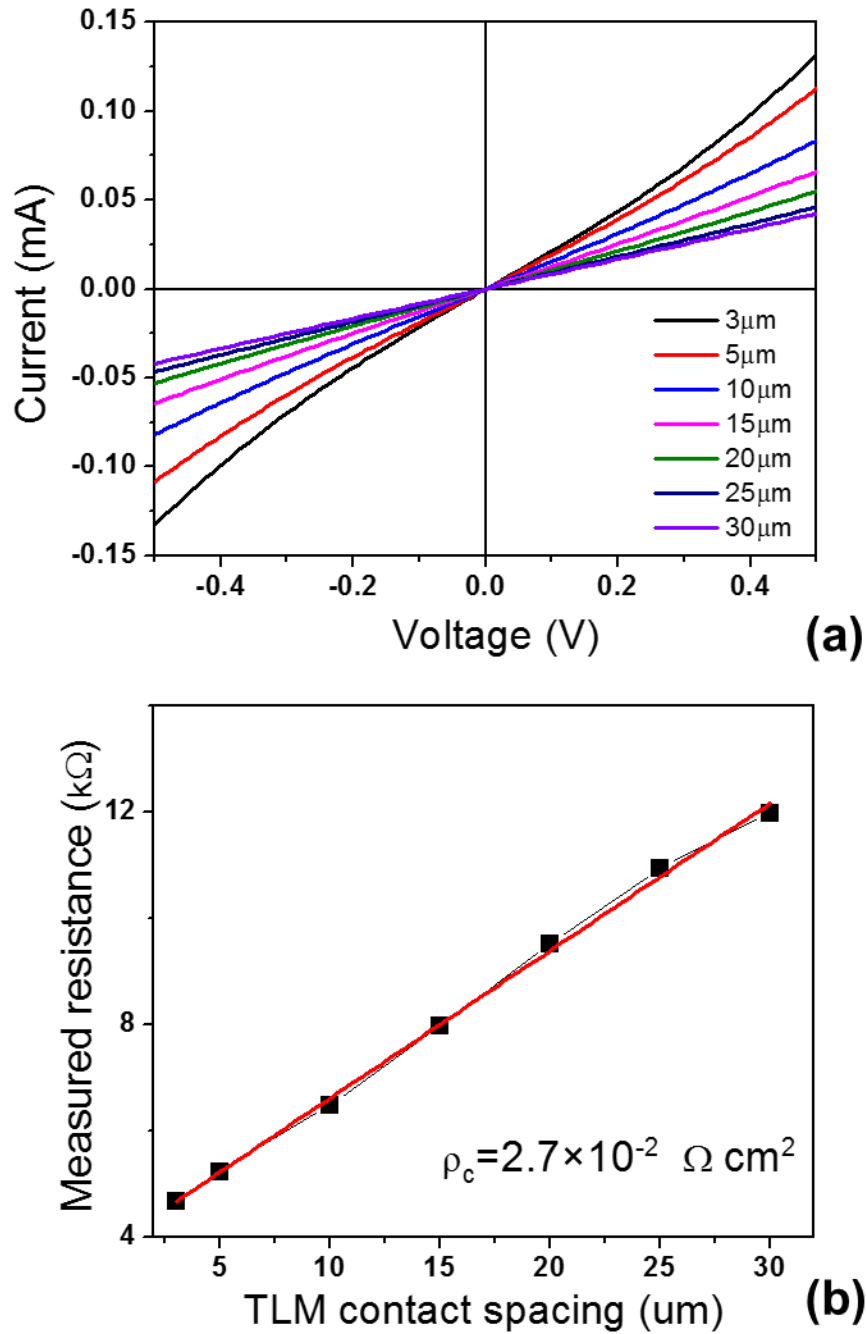 0.15
0.10
0.05
0.00
-0.05
-0.10
-0.15
Current (mA)
3μm
5μm
10μm
15μm
20μm
25μm
30μm
-0.4 -0.2 0.0 0.2 0.4
Voltage (V)
(a)
12
8
4
Measured resistance (kΩ)
ρc=2.7×10-2 Ω cm2
5 10 15 20 25 30
TLM contact spacing (um)
(b)